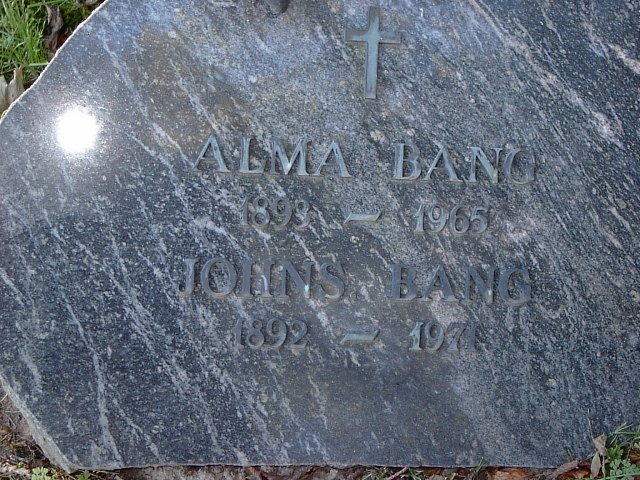 ALMA BANG
1893 — 1965
JOHNS. BANG
1892 — 1971